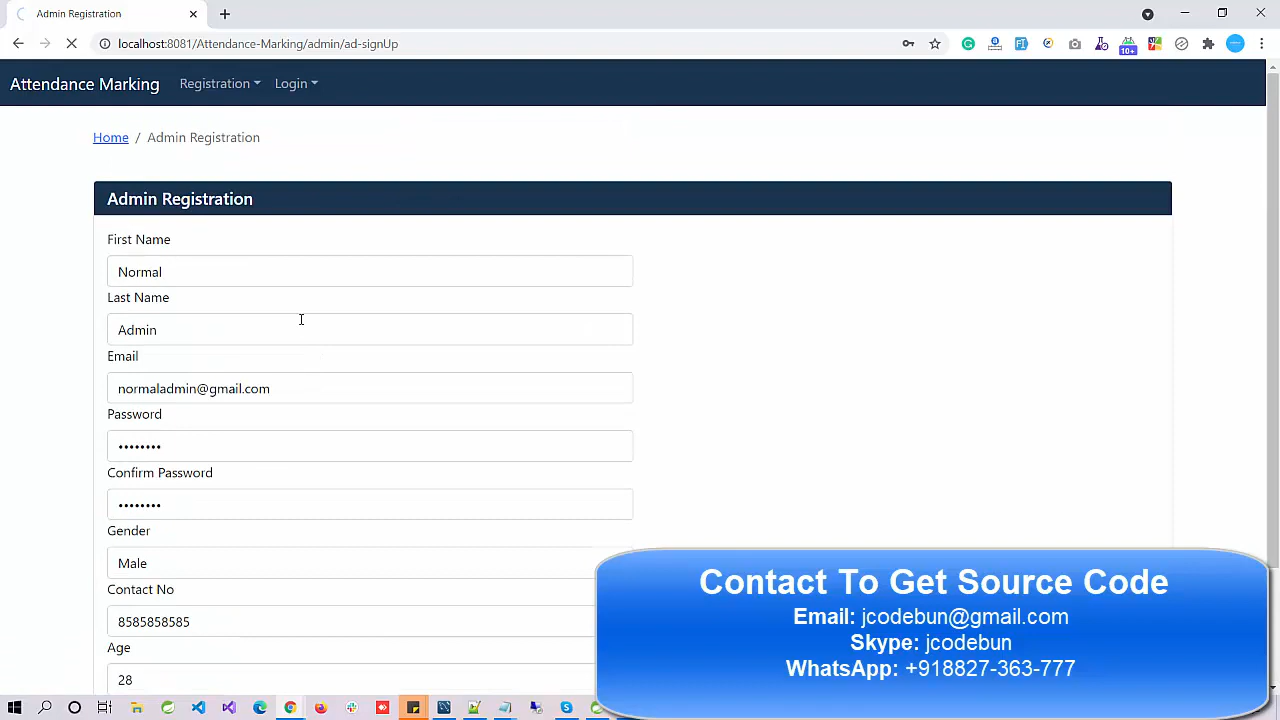 Admin Registration
localhost:8081/Attendance-Marking/admin/ad-signUp
10+
Attendance Marking Registration Login
Home / Admin Registration
Admin Registration
First Name
Normal
Last Name
Admin
Email
normaladmin@gmail.com
Password
••••••••
Confirm Password
••••••••
Gender
Male
Contact No
8585858585
Age
28
Contact To Get Source Code
Email: jcodebun@gmail.com
Skype: jcodebun
WhatsApp: +918827-363-777